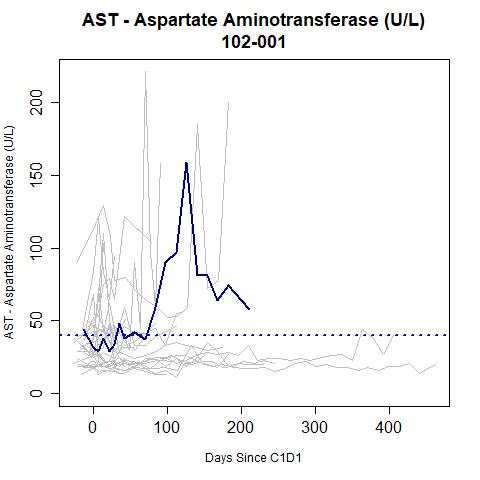 AST - Aspartate Aminotransferase (U/L)
102-001
AST - Aspartate Aminotransferase (U/L)
200
150
100
50
0
0 100 200 300 400
Days Since C1D1